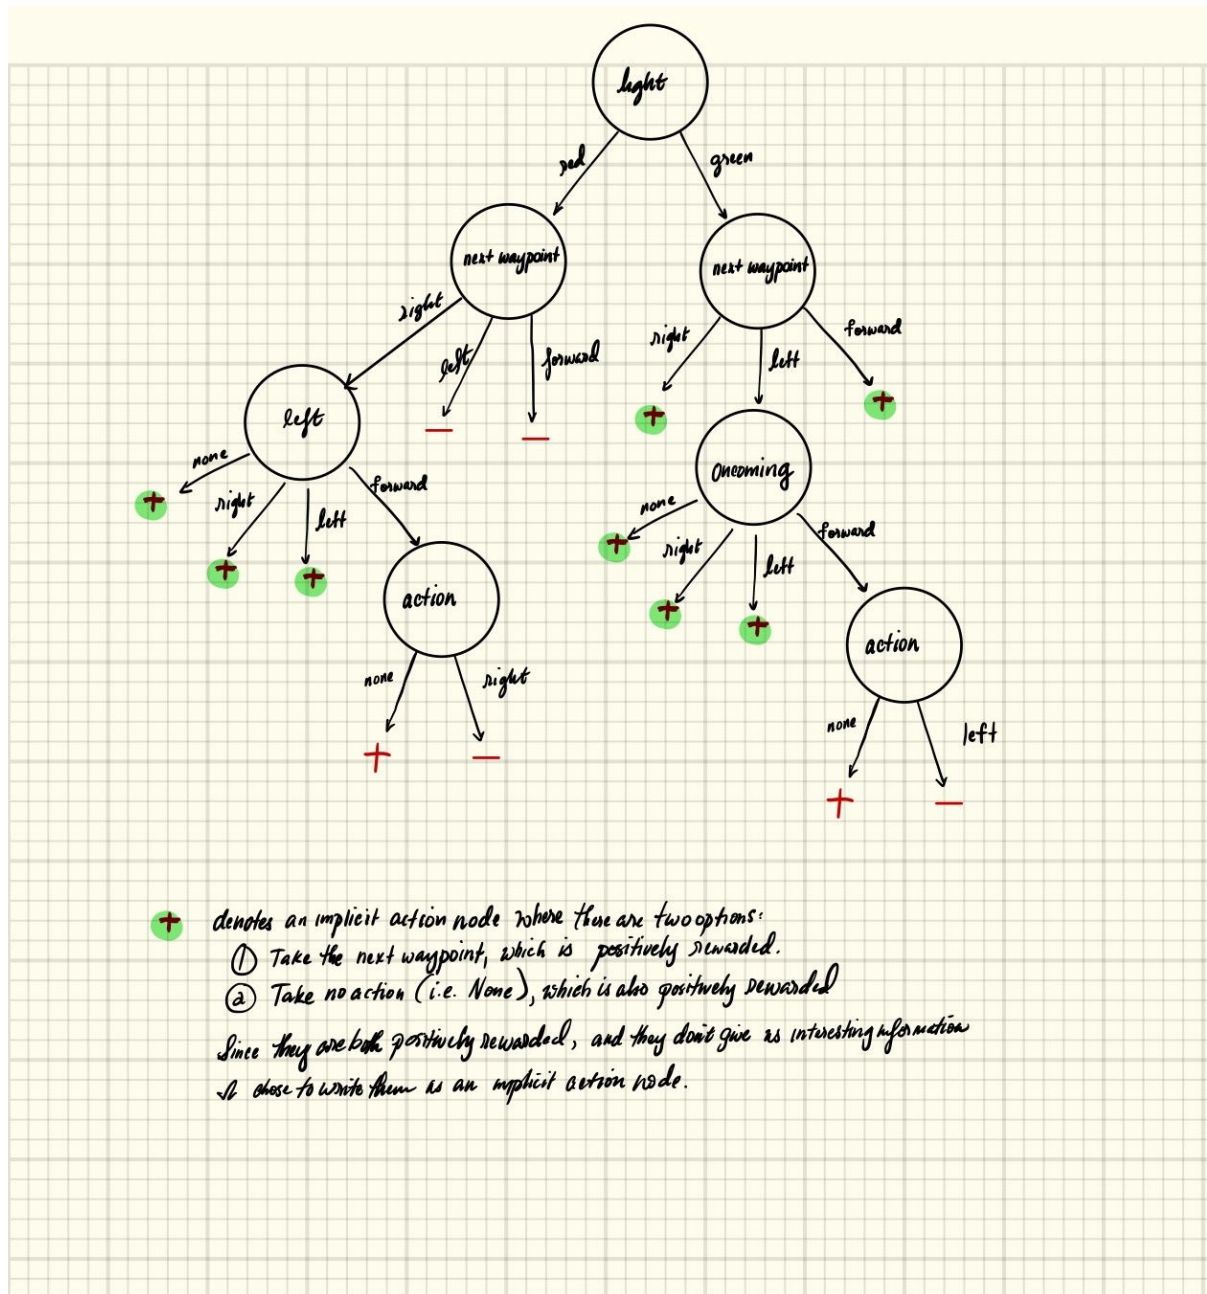 light
red
green
next waypoint
next waypoint
right
left
forward
right
left
forward
left
Oncoming
none
right
left
forward
none
right
left
forward
action
action
none
right
none
left
+ denotes an implicit action node where there are two options:
① Take the next waypoint, which is positively rewarded.
② Take no action (i.e. None), which is also positively rewarded
Since they are both positively rewarded, and they don't give us interesting information
I chose to write them as an implicit action node.